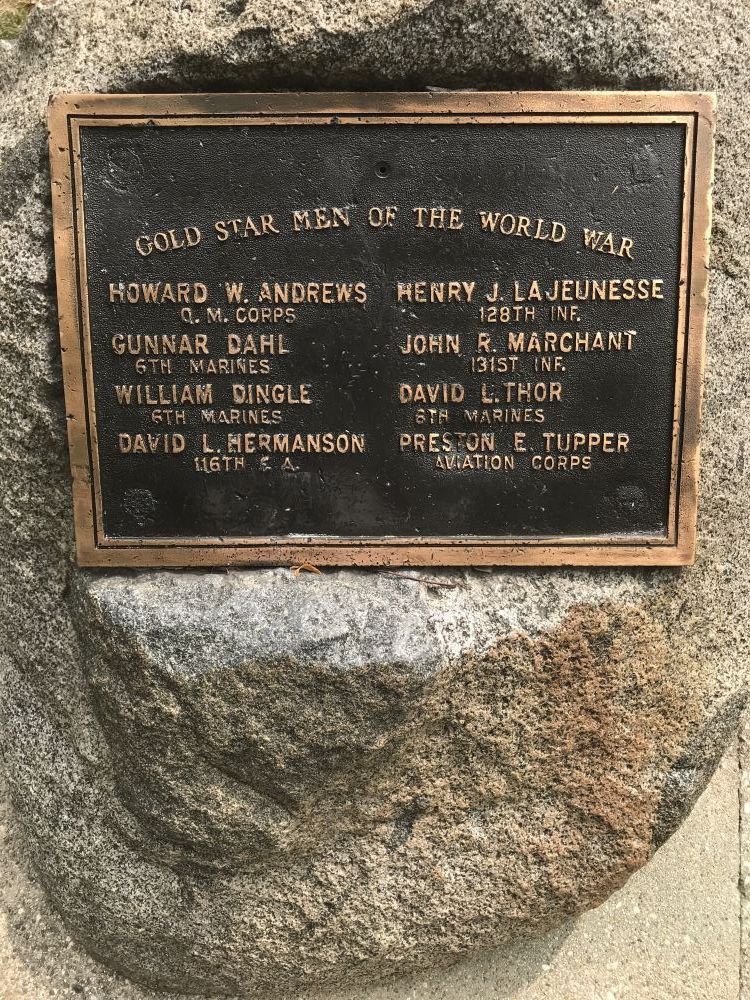 GOLD STAR MEN OF THE WORLD WAR
HOWARD W. ANDREWS
Q. M. CORPS
GUNNAR DAHL
6TH MARINES
WILLIAM DINGLE
6TH MARINES
DAVID L. HERMANSON
116TH F. A.
HENRY J. LAJEUNESSE
128TH INF.
JOHN R. MARCHANT
131ST INF.
DAVID L. THOR
6TH MARINES
PRESTON E. TUPPER
AVIATION CORPS